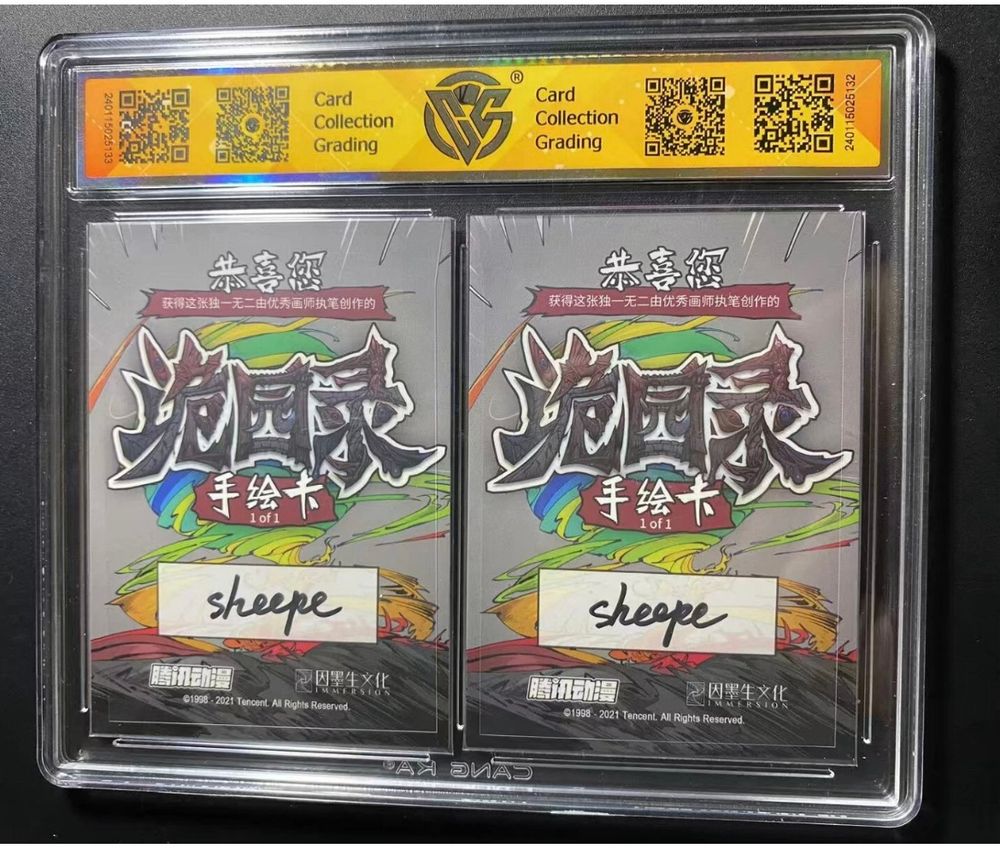 240115025133
Card
Collection
Grading
CCG
®
Card
Collection
Grading
240115025132
恭喜您
获得这张独一无二由优秀画师执笔创作的
诡园录
手绘卡
1 of 1
sheepe
腾讯动漫
因墨生文化
IMMERSION
©1998 - 2021 Tencent. All Rights Reserved.
恭喜您
获得这张独一无二由优秀画师执笔创作的
诡园录
手绘卡
1 of 1
sheepe
腾讯动漫
因墨生文化
IMMERSION
©1998 - 2021 Tencent. All Rights Reserved.
CANG KA®